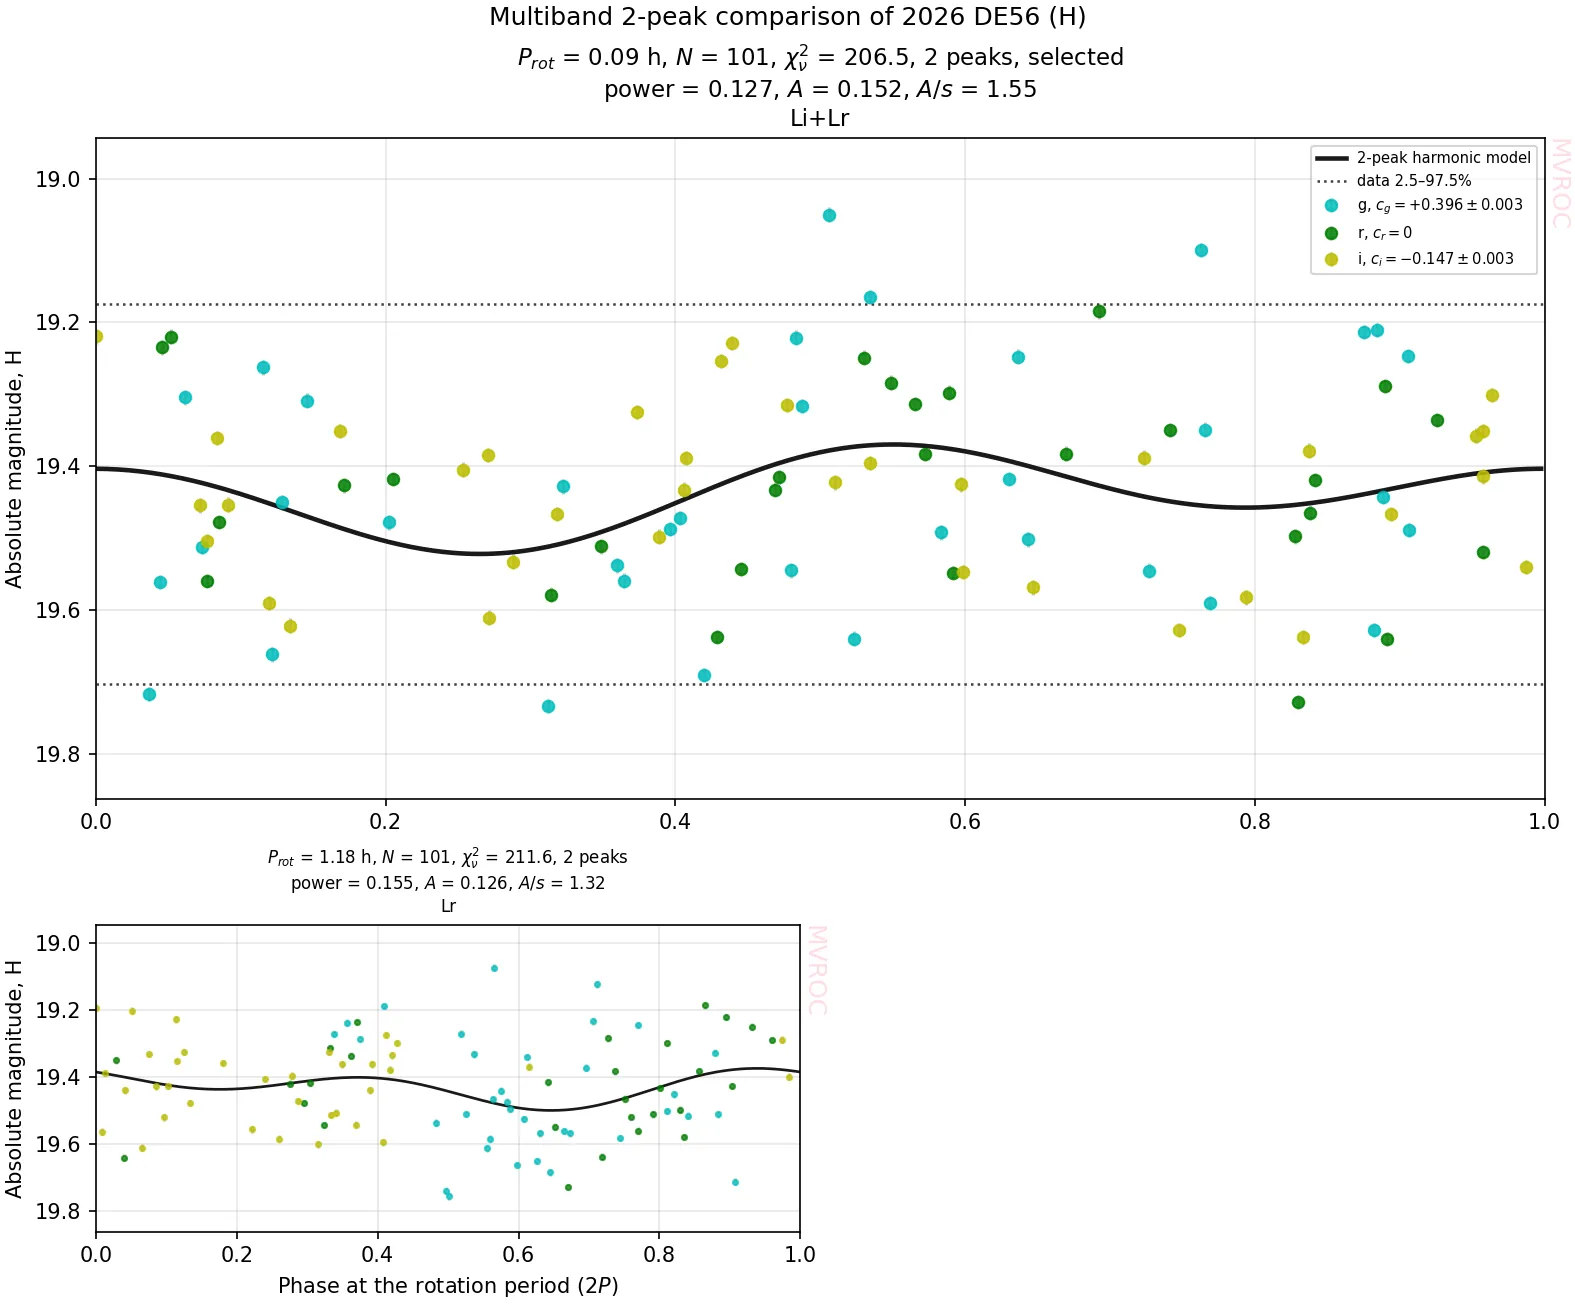 Multiband 2-peak comparison of 2026 DE56 (H)
P_rot = 0.09 h, N = 101, χ²_ν = 206.5, 2 peaks, selected
power = 0.127, A = 0.152, A/s = 1.55
Li+Lr
2-peak harmonic model
data 2.5–97.5%
g, c_g = +0.396 ± 0.003
r, c_r = 0
i, c_i = −0.147 ± 0.003
MVROC
Absolute magnitude, H
19.0
19.2
19.4
19.6
19.8
0.0 0.2 0.4 0.6 0.8 1.0
P_rot = 1.18 h, N = 101, χ²_ν = 211.6, 2 peaks
power = 0.155, A = 0.126, A/s = 1.32
Lr
MVROC
Absolute magnitude, H
19.0
19.2
19.4
19.6
19.8
0.0 0.2 0.4 0.6 0.8 1.0
Phase at the rotation period (2P)